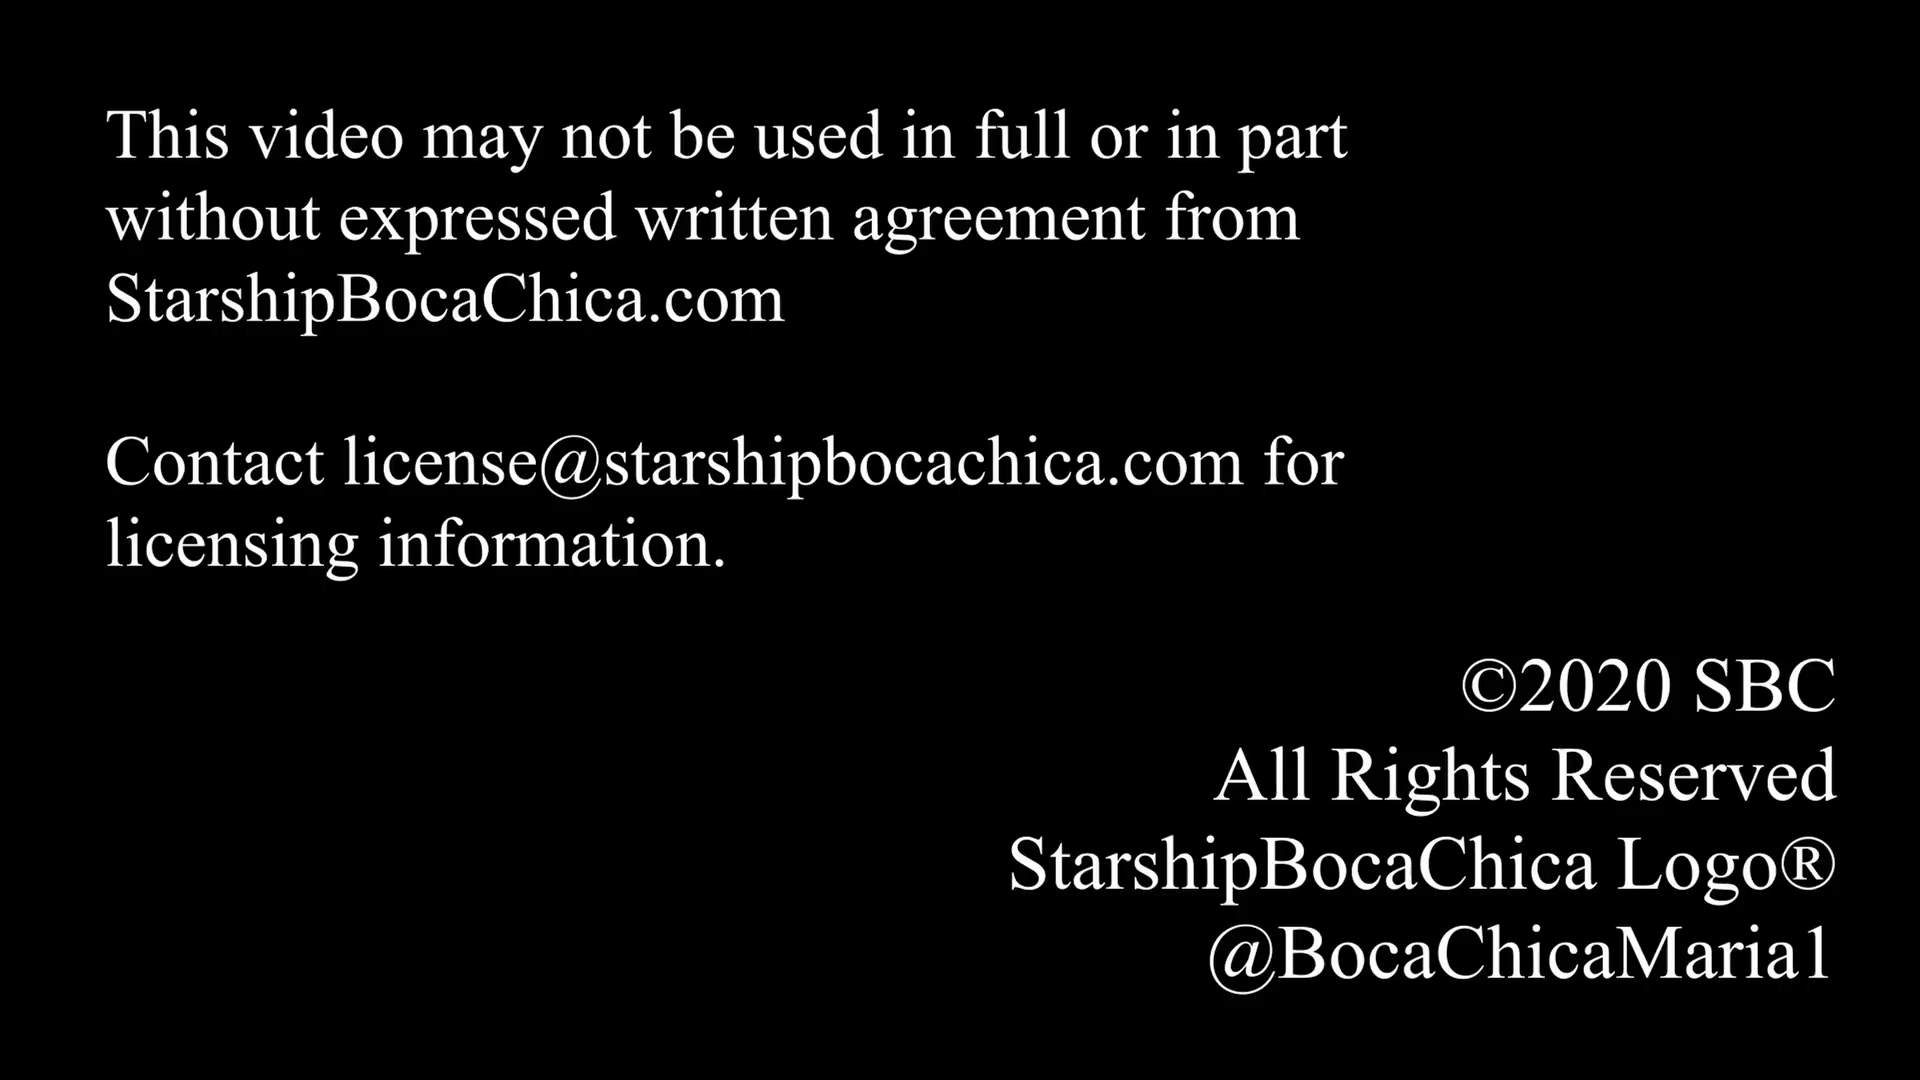 This video may not be used in full or in part
without expressed written agreement from
StarshipBocaChica.com
Contact license@starshipbocachica.com for
licensing information.
©2020 SBC
All Rights Reserved
StarshipBocaChica Logo®
@BocaChicaMaria1